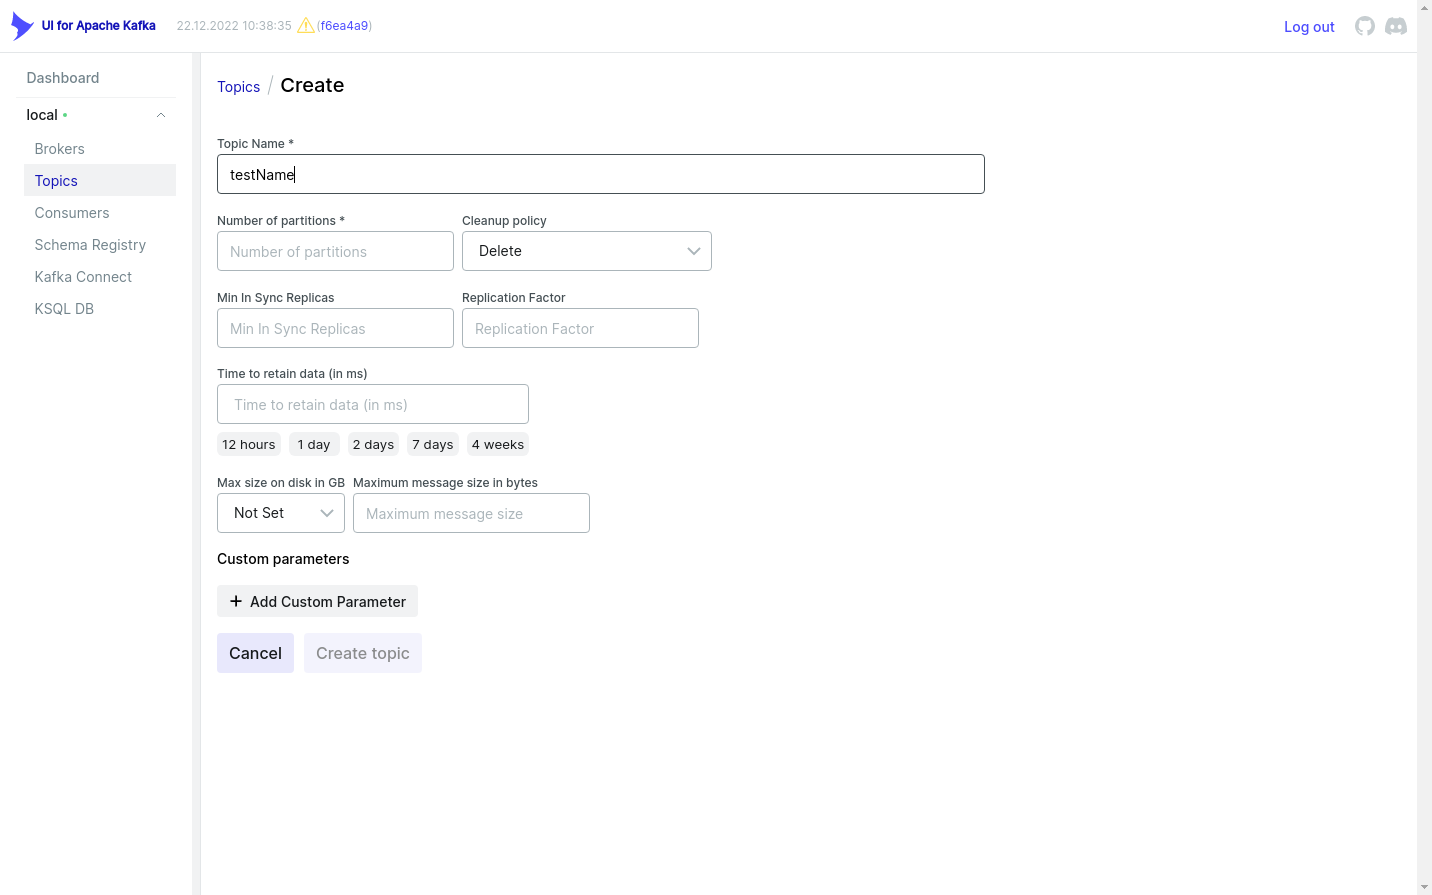 UI for Apache Kafka 22.12.2022 10:38:35 (f6ea4a9) Log out
Dashboard
local
Brokers
Topics
Consumers
Schema Registry
Kafka Connect
KSQL DB
Topics / Create
Topic Name *
testName
Number of partitions * Cleanup policy
Number of partitions Delete
Min In Sync Replicas Replication Factor
Min In Sync Replicas Replication Factor
Time to retain data (in ms)
Time to retain data (in ms)
12 hours 1 day 2 days 7 days 4 weeks
Max size on disk in GB Maximum message size in bytes
Not Set Maximum message size
Custom parameters
+ Add Custom Parameter
Cancel Create topic